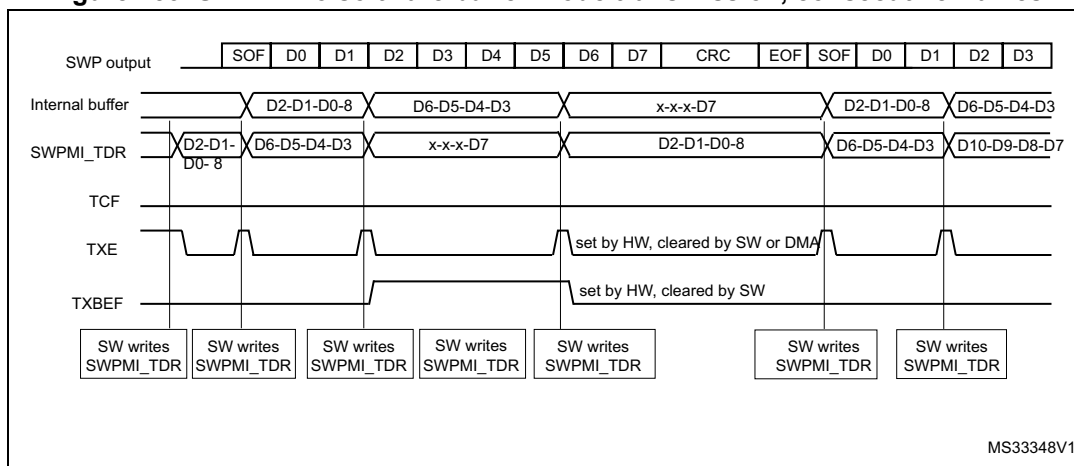 SWP output SOF D0 D1 D2 D3 D4 D5 D6 D7 CRC EOF SOF D0 D1 D2 D3
Internal buffer D2-D1-D0-8 D6-D5-D4-D3 x-x-x-D7 D2-D1-D0-8 D6-D5-D4-D3
SWPMI_TDR D2-D1- D6-D5-D4-D3 x-x-x-D7 D2-D1-D0-8 D6-D5-D4-D3 D10-D9-D8-D7
D0- 8
TCF
TXE set by HW, cleared by SW or DMA
TXBEF set by HW, cleared by SW
SW writes SW writes SW writes SW writes SW writes SW writes SW writes
SWPMI_TDR SWPMI_TDR SWPMI_TDR SWPMI_TDR SWPMI_TDR SWPMI_TDR SWPMI_TDR
MS33348V1